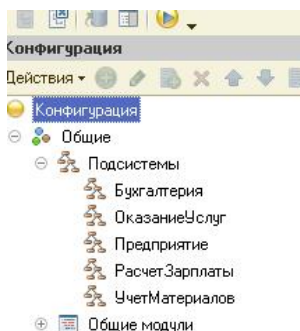 Конфигурация
Действия
Конфигурация
Общие
Подсистемы
Бухгалтерия
ОказаниеУслуг
Предприятие
РасчетЗарплаты
УчетМатериалов
Общие модули